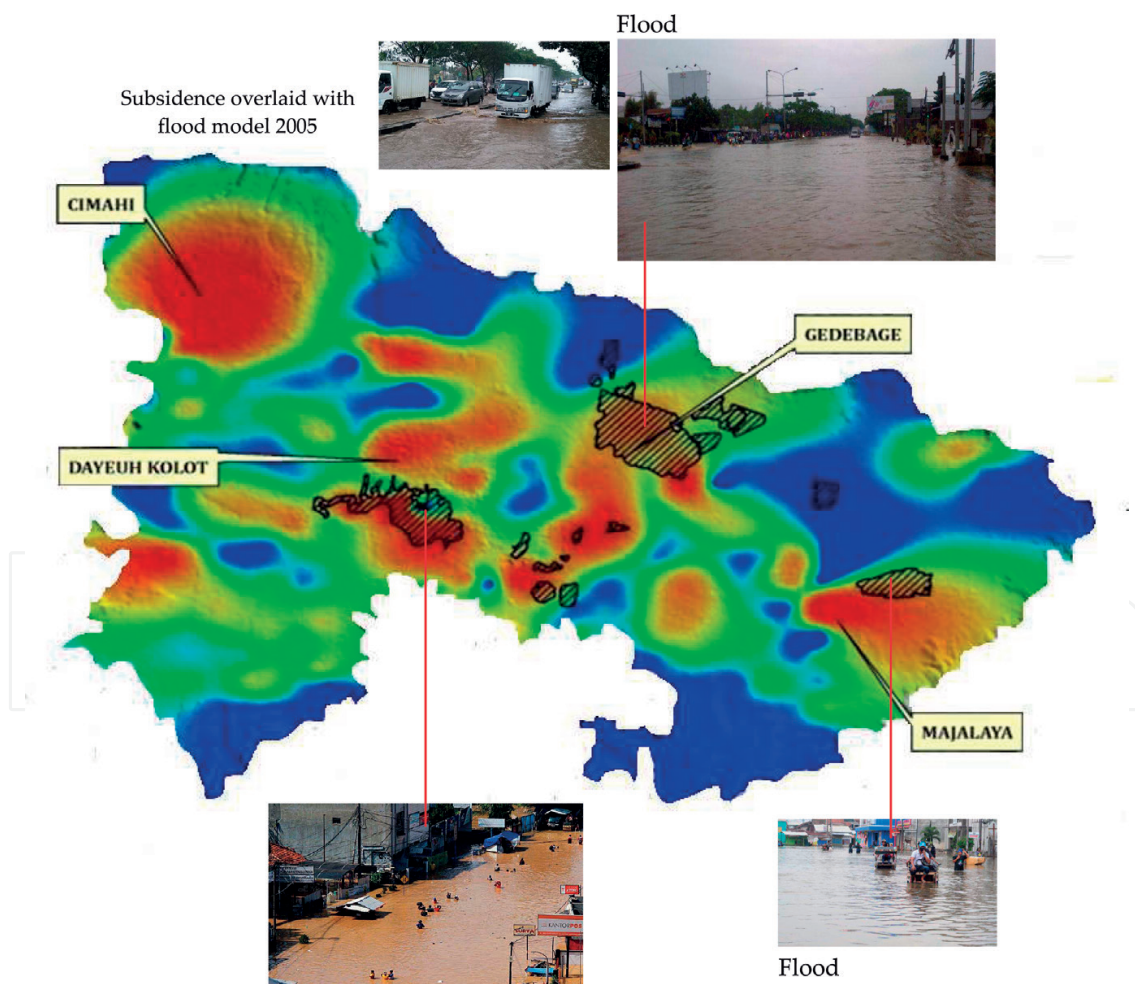 Flood
Subsidence overlaid with
flood model 2005
CIMAHI
GEDEBAGE
DAYEUH KOLOT
MAJALAYA
Flood